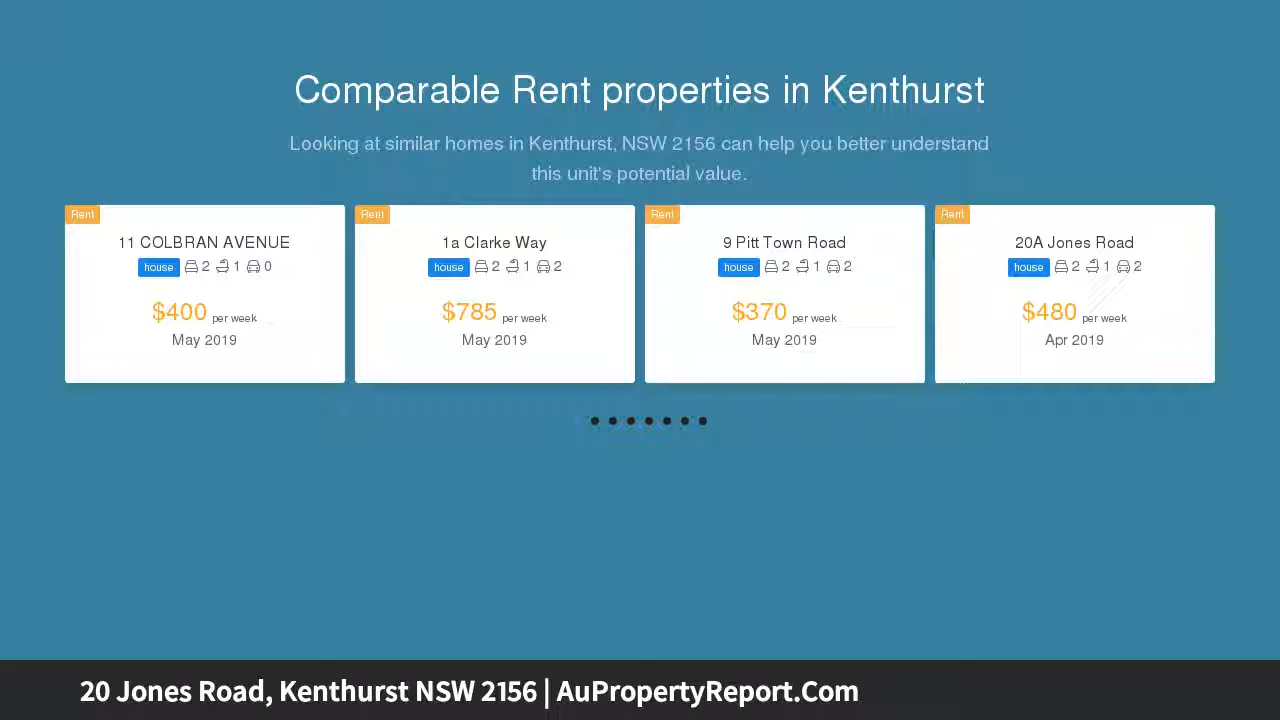 Comparable Rent properties in Kenthurst
Looking at similar homes in Kenthurst, NSW 2156 can help you better understand
this unit's potential value.
Rent
11 COLBRAN AVENUE
house 2 1 0
$400 per week
May 2019
Rent
1a Clarke Way
house 2 1 2
$785 per week
May 2019
Rent
9 Pitt Town Road
house 2 1 2
$370 per week
May 2019
Rent
20A Jones Road
house 2 1 2
$480 per week
Apr 2019
20 Jones Road, Kenthurst NSW 2156 | AuPropertyReport.Com